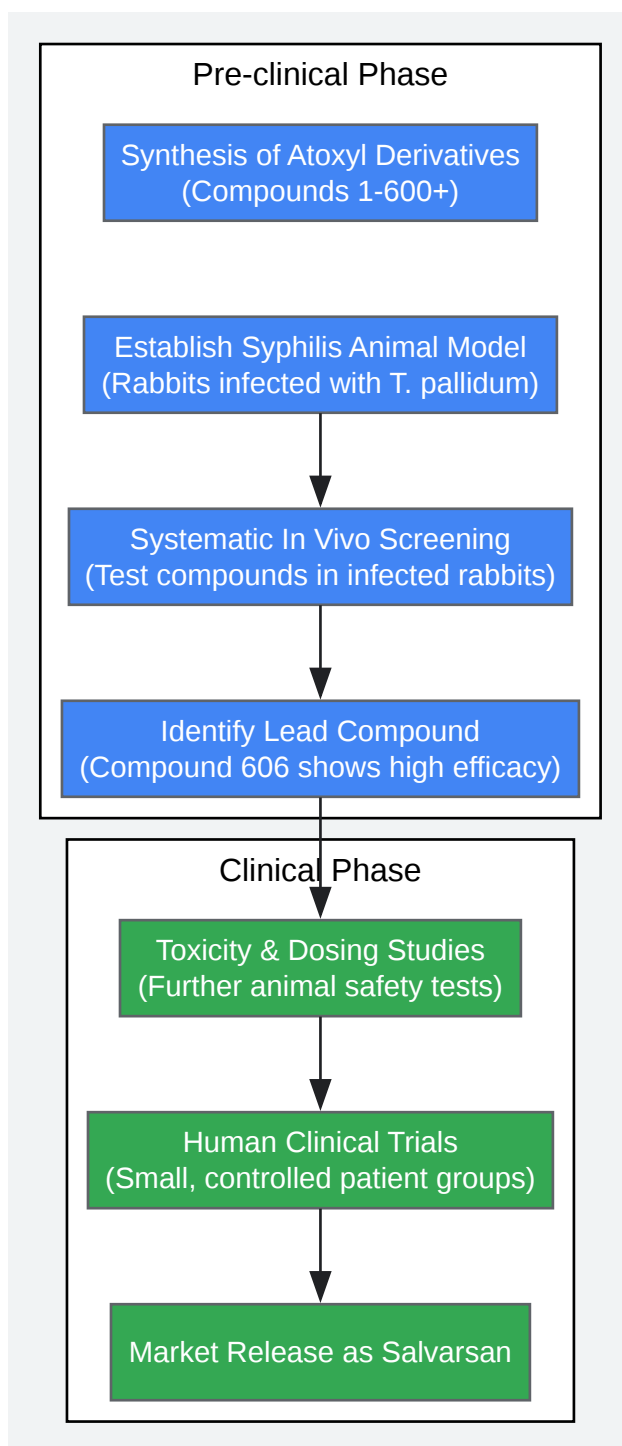 Pre-clinical Phase
Synthesis of Atoxyl Derivatives
(Compounds 1-600+)
Establish Syphilis Animal Model
(Rabbits infected with T. pallidum)
Systematic In Vivo Screening
(Test compounds in infected rabbits)
Identify Lead Compound
(Compound 606 shows high efficacy)
Clinical Phase
Toxicity & Dosing Studies
(Further animal safety tests)
Human Clinical Trials
(Small, controlled patient groups)
Market Release as Salvarsan